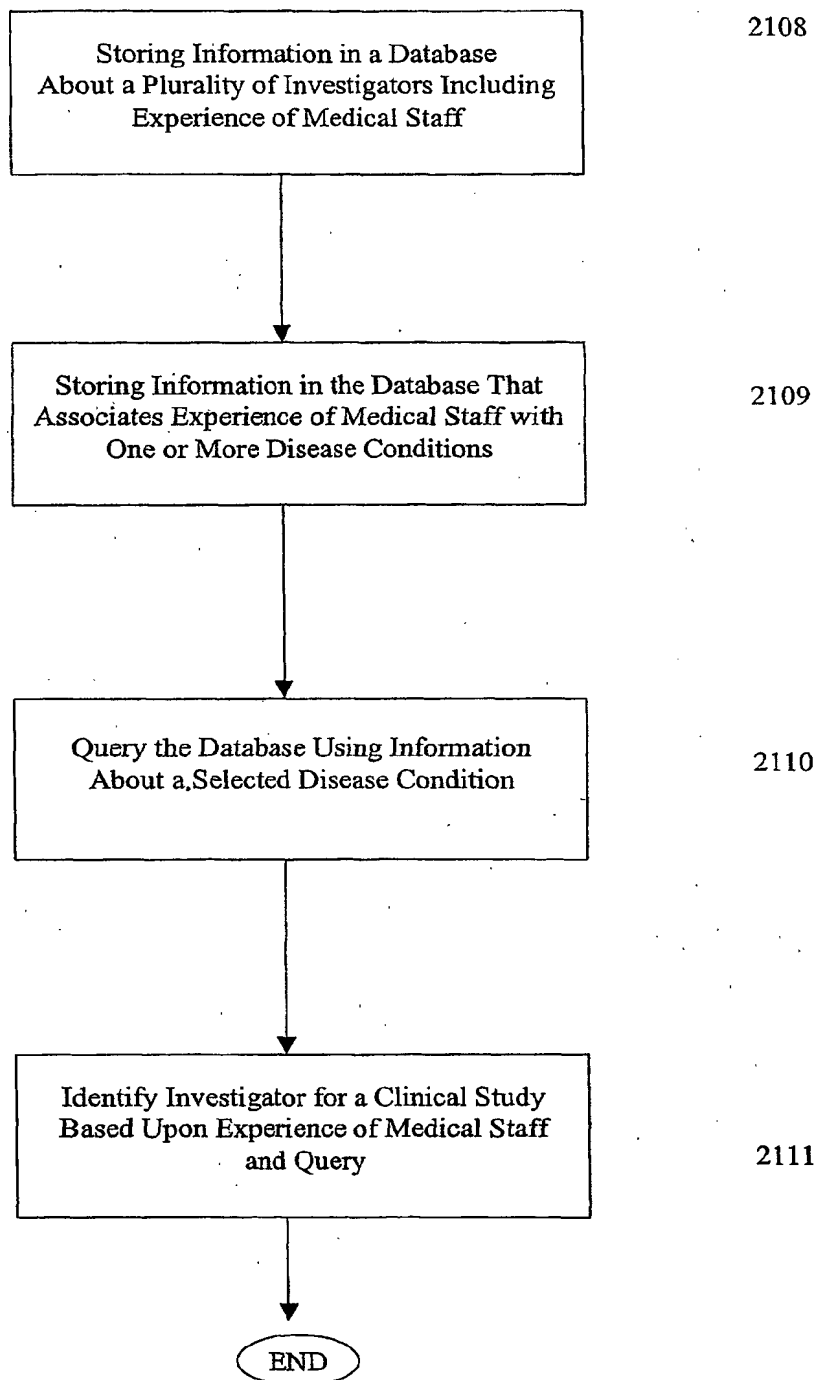 2108
Storing Information in a Database
About a Plurality of Investigators Including
Experience of Medical Staff
Storing Information in the Database That
Associates Experience of Medical Staff with
One or More Disease Conditions
2109
Query the Database Using Information
About a Selected Disease Condition
2110
Identify Investigator for a Clinical Study
Based Upon Experience of Medical Staff
and Query
2111
END